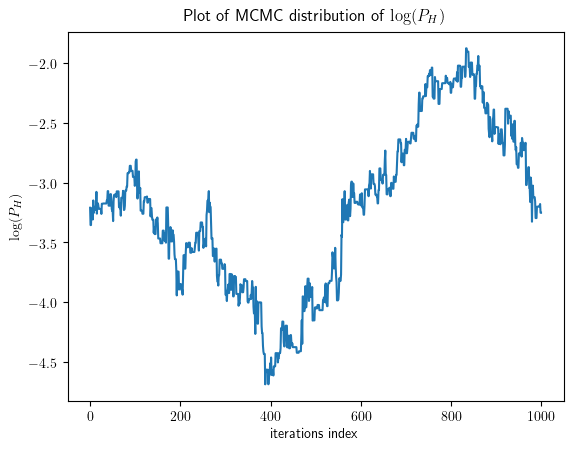 Plot of MCMC distribution of log(P_H)
−2.0
−2.5
−3.0
−3.5
−4.0
−4.5
log(P_H)
0 200 400 600 800 1000
iterations index